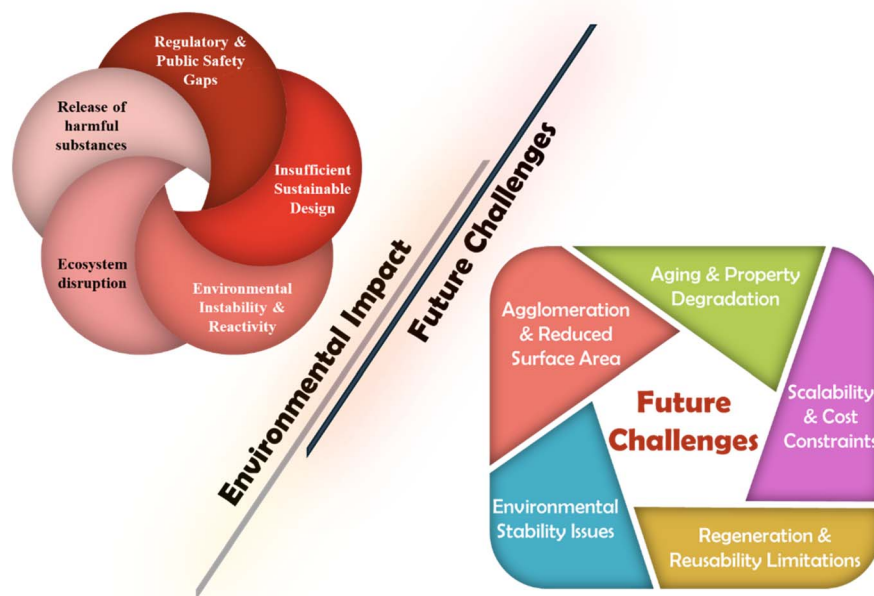 Regulatory &
Public Safety
Gaps
Release of
harmful
substances
Insufficient
Sustainable
Design
Ecosystem
disruption
Environmental
Instability &
Reactivity
Environmental Impact
Future Challenges
Aging & Property
Degradation
Agglomeration
& Reduced
Surface Area
Scalability
& Cost
Constraints
Future
Challenges
Environmental
Stability Issues
Regeneration &
Reusability Limitations